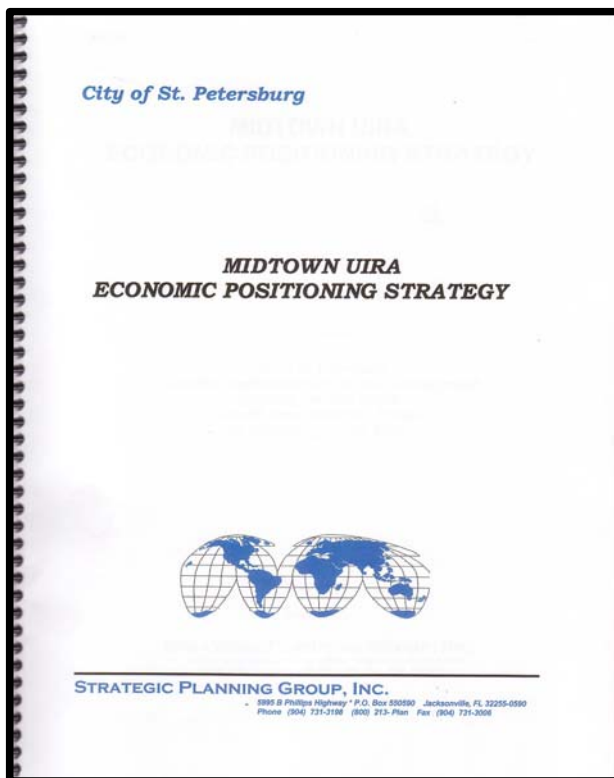 City of St. Petersburg
MIDTOWN UIRA
ECONOMIC POSITIONING STRATEGY
STRATEGIC PLANNING GROUP, INC.
5995 B Phillips Highway * P.O. Box 550590 Jacksonville, FL 32255-0590
Phone (904) 731-3198 (800) 213- Plan Fax (904) 731-3006